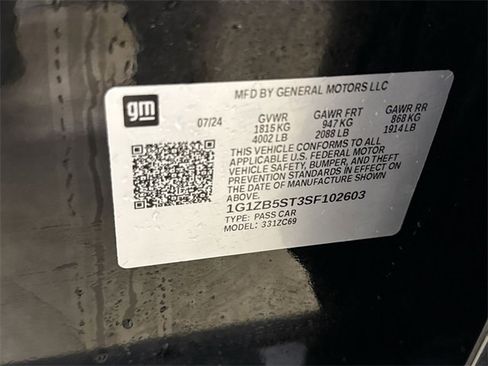 gm
MFD BY GENERAL MOTORS LLC
07/24 GVWR GAWR FRT GAWR RR
1815 KG 947 KG 868 KG
4002 LB 2088 LB 1914 LB
THIS VEHICLE CONFORMS TO ALL
APPLICABLE U.S. FEDERAL MOTOR
VEHICLE SAFETY, BUMPER, AND THEFT
PREVENTION STANDARDS IN EFFECT ON
THE DATE OF MANUFACTURE SHOWN
ABOVE.
1G1ZB5ST3SF102603
TYPE: PASS CAR
MODEL: 331ZC69